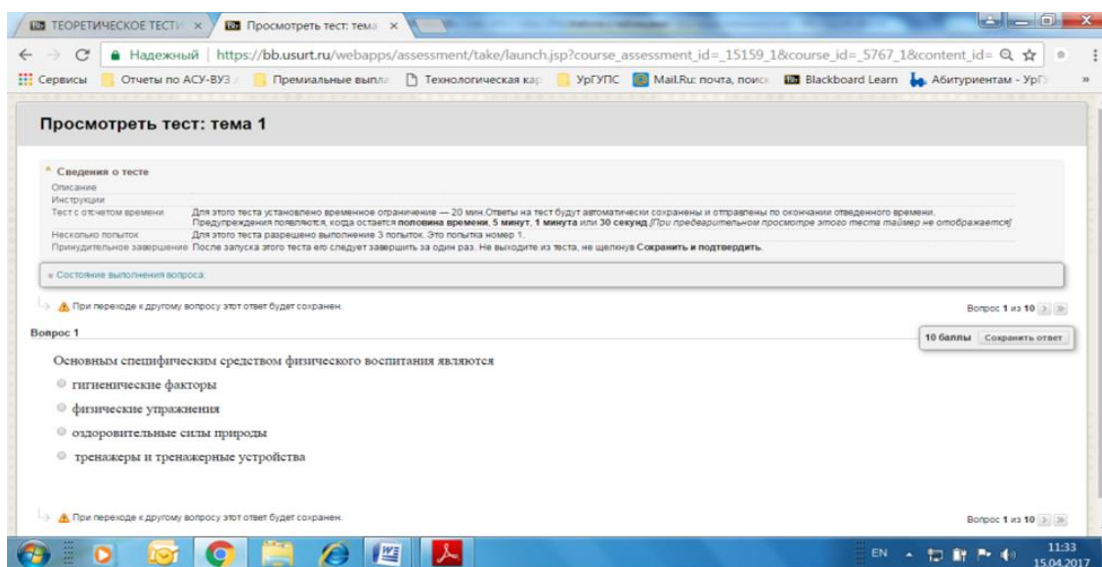 ТЕОРЕТИЧЕСКОЕ ТЕСТИ × Просмотреть тест: тема ×
Надежный https://bb.usurt.ru/webapps/assessment/take/launch.jsp?course_assessment_id=_15159_1&course_id=_5767_1&content_id=
Сервисы Отчеты по АСУ-ВУЗ / Премиальные выпла Технологическая кар УрГУПС Mail.Ru: почта, поиск Blackboard Learn Абитуриентам - УрГ »
Просмотреть тест: тема 1
Сведения о тесте
Описание
Инструкции
Тест с отсчетом времени Для этого теста установлено временное ограничение — 20 мин.Ответы на тест будут автоматически сохранены и отправлены по окончании отведенного времени.
Предупреждения появляются, когда остается половина времени, 5 минут, 1 минута или 30 секунд.[При предварительном просмотре этого теста таймер не отображается]
Несколько попыток Для этого теста разрешено выполнение 3 попыток. Это попытка номер 1.
Принудительное завершение После запуска этого теста его следует завершить за один раз. Не выходите из теста, не щелкнув Сохранить и подтвердить.
Состояние выполнения вопроса:
При переходе к другому вопросу этот ответ будет сохранен. Вопрос 1 из 10 > >>
Вопрос 1 10 баллы Сохранить ответ
Основным специфическим средством физического воспитания являются
гигиенические факторы
физические упражнения
оздоровительные силы природы
тренажеры и тренажерные устройства
При переходе к другому вопросу этот ответ будет сохранен. Вопрос 1 из 10 > >>
EN 11:33
15.04.2017